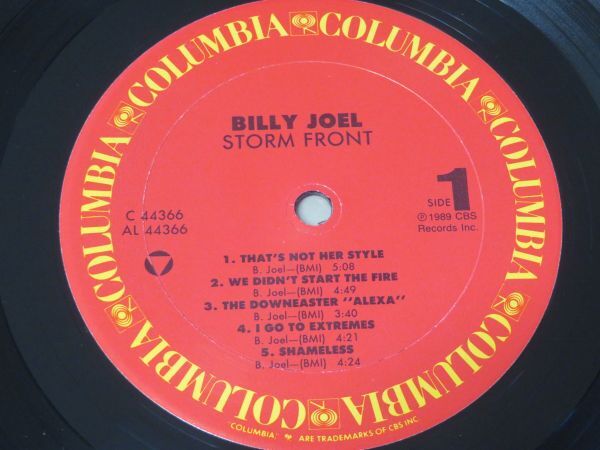 COLUMBIA COLUMBIA COLUMBIA COLUMBIA COLUMBIA COLUMBIA COLUMBIA COLUMBIA
BILLY JOEL
STORM FRONT
C 44366
AL 44366
SIDE 1
℗ 1989 CBS
Records Inc.
1. THAT'S NOT HER STYLE
B. Joel—(BMI) 5:08
2. WE DIDN'T START THE FIRE
B. Joel—(BMI) 4:49
3. THE DOWNEASTER "ALEXA"
B. Joel—(BMI) 3:40
4. I GO TO EXTREMES
B. Joel—(BMI) 4:21
5. SHAMELESS
B. Joel—(BMI) 4:24
"COLUMBIA," ARE TRADEMARKS OF CBS INC.